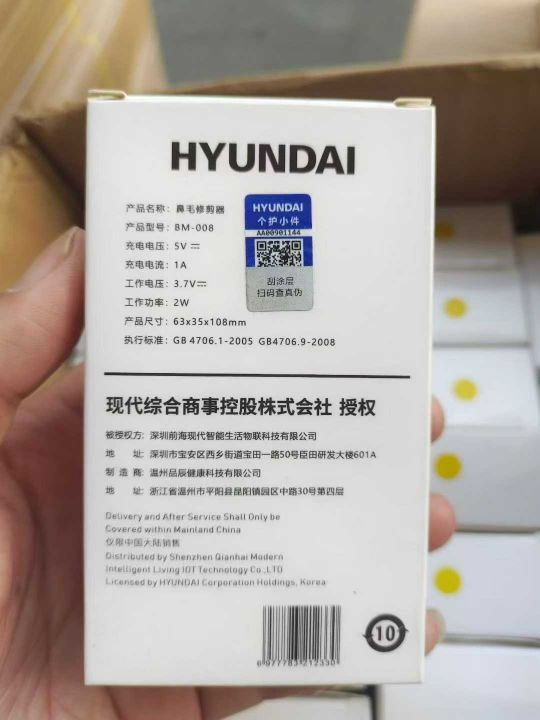 HYUNDAI
产品名称: 鼻毛修剪器
产品型号: BM-008
充电电压: 5V
充电电流: 1A
工作电压: 3.7V
工作功率: 2W
产品尺寸: 63x35x108mm
执行标准: GB 4706.1-2005 GB4706.9-2008
HYUNDAI
个护小件
AA00901144
刮涂层
扫码查真伪
现代综合商事控股株式会社 授权
被授权方: 深圳前海现代智能生活物联科技有限公司
地 址: 深圳市宝安区西乡街道宝田一路50号臣田研发大楼601A
制 造 商: 温州品辰健康科技有限公司
地 址: 浙江省温州市平阳县昆阳镇园区中路30号第四层
Delivery and After Service Shall Only be
Covered within Mainland China
仅限中国大陆销售
Distributed by Shenzhen Qianhai Modern
Intelligent Living IOT Technology Co.,LTD
Licensed by HYUNDAI Corporation Holdings, Korea
6 977783 212330
10